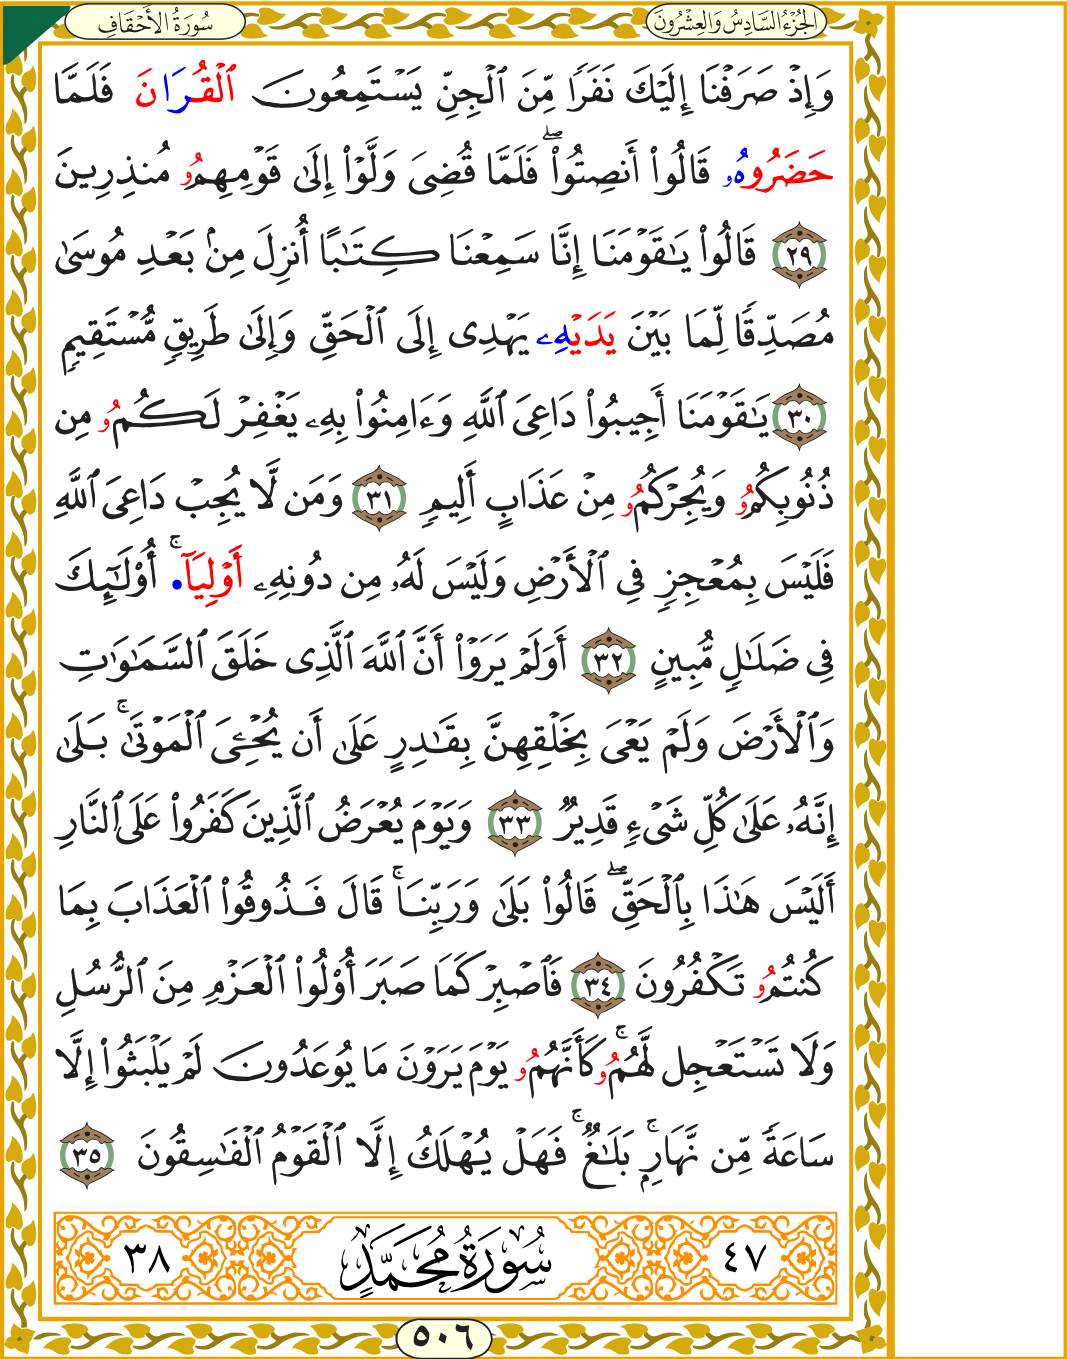 سُورَةُ الأَحْقَافِ
الجُزْءُ السَّادِسُ وَالعِشْرُونَ
وَإِذْ صَرَفْنَا إِلَيْكَ نَفَرًا مِّنَ ٱلْجِنِّ يَسْتَمِعُونَ ٱلْقُرَانَ فَلَمَّا
حَضَرُوهُۥ قَالُوٓا۟ أَنصِتُوا۟ۖ فَلَمَّا قُضِىَ وَلَّوْا۟ إِلَىٰ قَوْمِهِمُۥ مُنذِرِينَ
٢٩ قَالُوا۟ يَٰقَوْمَنَا إِنَّا سَمِعْنَا كِتَٰبًا أُنزِلَ مِنۢ بَعْدِ مُوسَىٰ
مُصَدِّقًا لِّمَا بَيْنَ يَدَيْهِۦ يَهْدِى إِلَى ٱلْحَقِّ وَإِلَىٰ طَرِيقٍ مُّسْتَقِيمٍ
٣٠ يَٰقَوْمَنَا أَجِيبُوا۟ دَاعِىَ ٱللَّهِ وَءَامِنُوا۟ بِهِۦ يَغْفِرْ لَكُمُۥ مِن
ذُنُوبِكُمُۥ وَيُجِرْكُمُۥ مِنْ عَذَابٍ أَلِيمٍ ٣١ وَمَن لَّا يُجِبْ دَاعِىَ ٱللَّهِ
فَلَيْسَ بِمُعْجِزٍ فِى ٱلْأَرْضِ وَلَيْسَ لَهُۥ مِن دُونِهِۦ أَوْلِيَآ۬ۚ أُو۟لَٰٓئِكَ
فِى ضَلَٰلٍ مُّبِينٍ ٣٢ أَوَلَمْ يَرَوْا۟ أَنَّ ٱللَّهَ ٱلَّذِى خَلَقَ ٱلسَّمَٰوَٰتِ
وَٱلْأَرْضَ وَلَمْ يَعْىَ بِخَلْقِهِنَّ بِقَٰدِرٍ عَلَىٰ أَن يُحْۦِىَ ٱلْمَوْتَىٰۚ بَلَىٰ
إِنَّهُۥ عَلَىٰ كُلِّ شَىْءٍ قَدِيرٌ ٣٣ وَيَوْمَ يُعْرَضُ ٱلَّذِينَ كَفَرُوا۟ عَلَى ٱلنَّارِ
أَلَيْسَ هَٰذَا بِٱلْحَقِّۖ قَالُوا۟ بَلَىٰ وَرَبِّنَاۚ قَالَ فَذُوقُوا۟ ٱلْعَذَابَ بِمَا
كُنتُمُۥ تَكْفُرُونَ ٣٤ فَٱصْبِرْ كَمَا صَبَرَ أُو۟لُوا۟ ٱلْعَزْمِ مِنَ ٱلرُّسُلِ
وَلَا تَسْتَعْجِل لَّهُمُۥۚ كَأَنَّهُمُۥ يَوْمَ يَرَوْنَ مَا يُوعَدُونَ لَمْ يَلْبَثُوا۟ إِلَّا
سَاعَةً مِّن نَّهَارٍۭۚ بَلَٰغٌۚ فَهَلْ يُهْلَكُ إِلَّا ٱلْقَوْمُ ٱلْفَٰسِقُونَ ٣٥
٤٧ سُورَةُ مُحَمَّدٍ ٣٨
٥٠٦